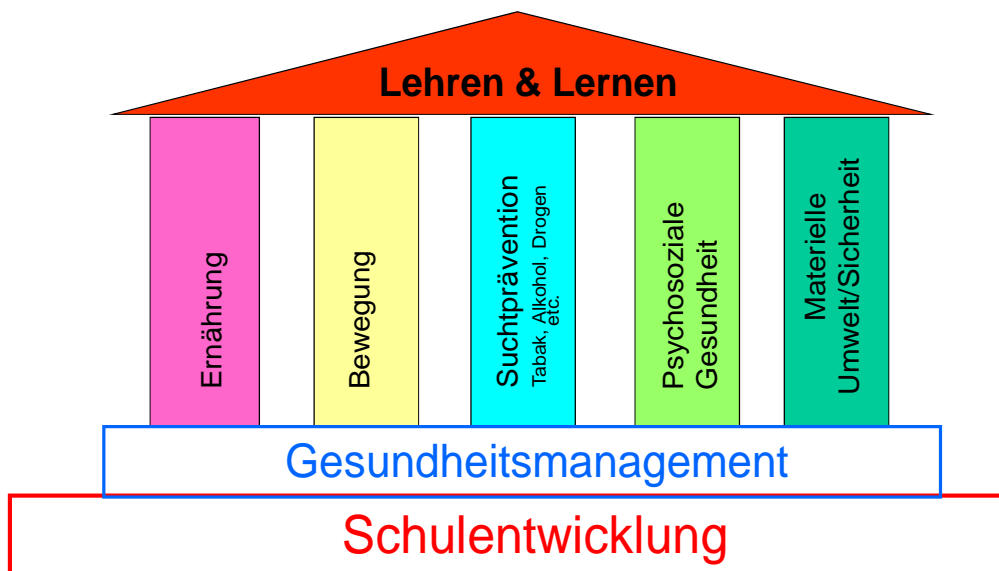 Lehren & Lernen
Ernährung
Bewegung
Suchtprävention
Tabak, Alkohol, Drogen
etc.
Psychosoziale
Gesundheit
Materielle
Umwelt/Sicherheit
Gesundheitsmanagement
Schulentwicklung